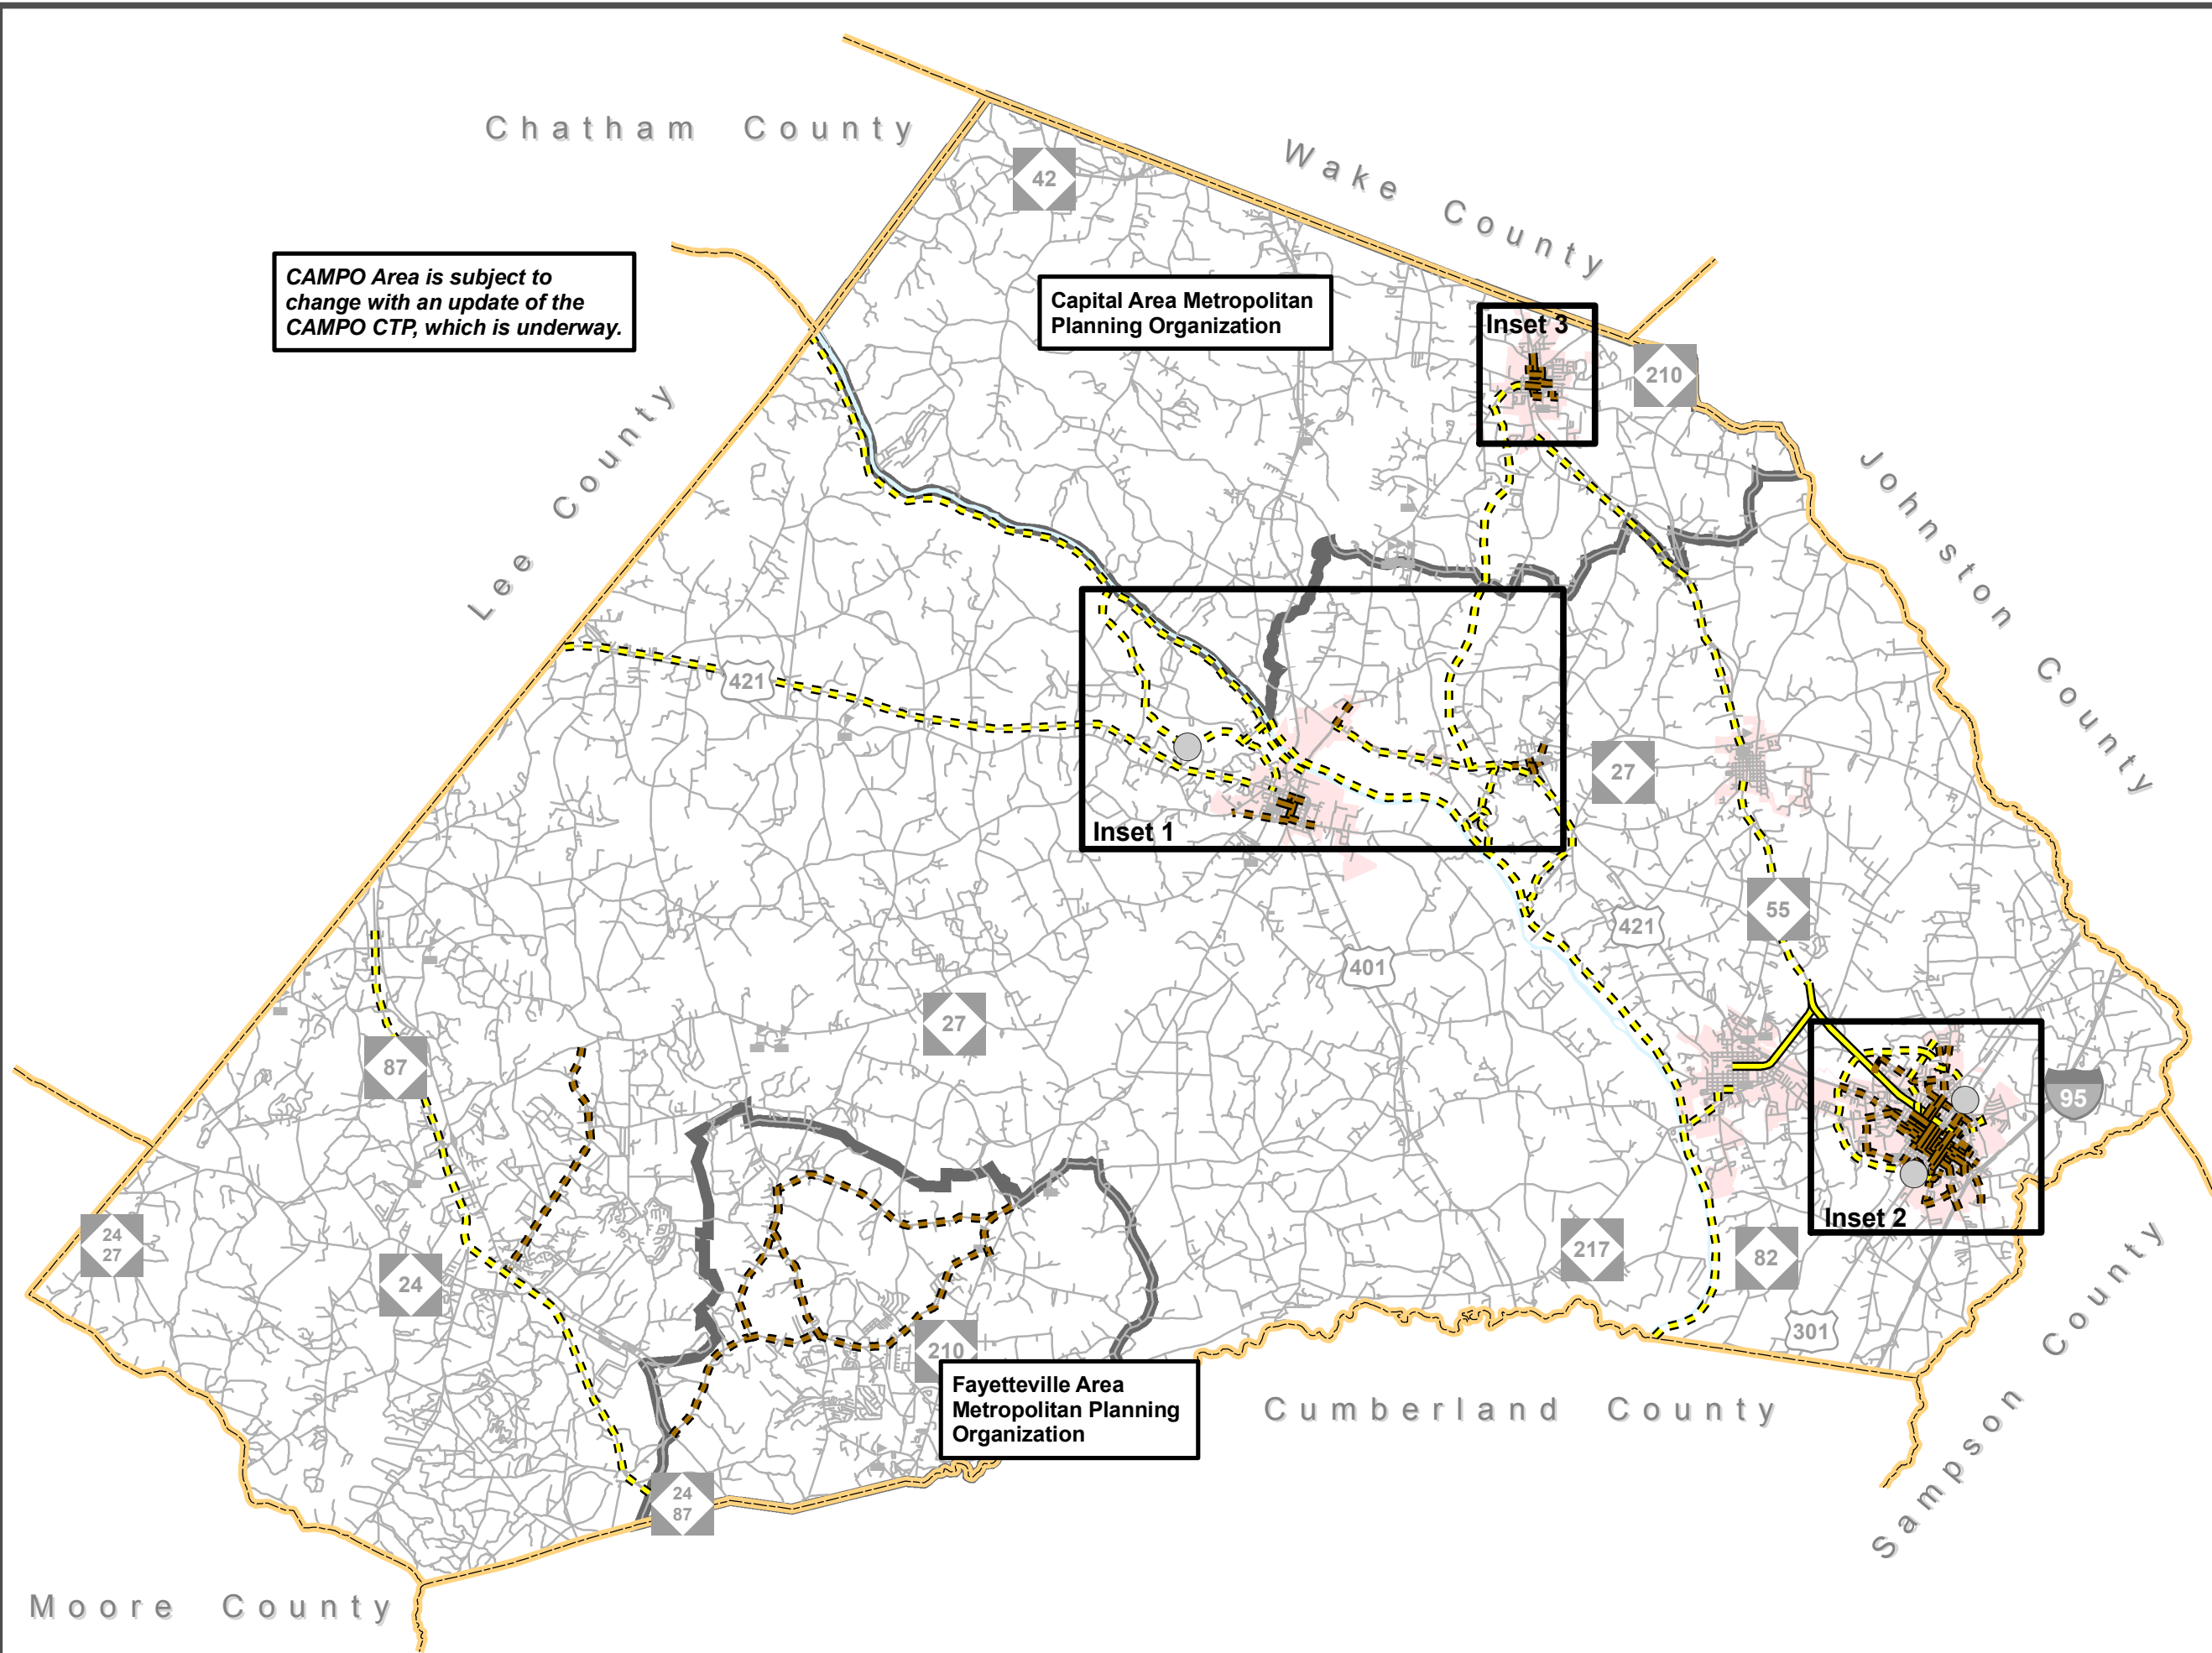 Chatham County
Wake County
42
CAMPO Area is subject to
change with an update of the
CAMPO CTP, which is underway.
Capital Area Metropolitan
Planning Organization
Inset 3
210
Lee County
Johnston County
421
27
Inset 1
55
421
401
27
87
95
Inset 2
24
27
24
217
82
210
301
Fayetteville Area
Metropolitan Planning
Organization
Cumberland County
Sampson County
24
87
Moore County